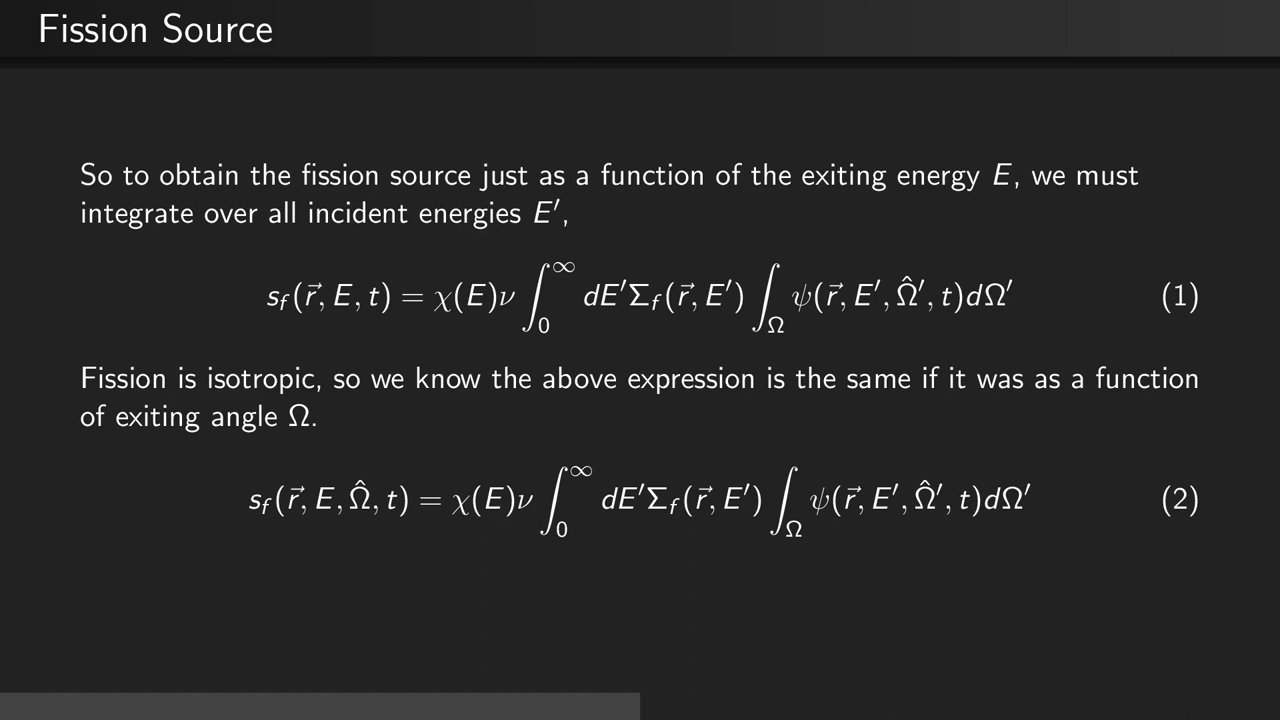 Fission Source
So to obtain the fission source just as a function of the exiting energy E, we must
integrate over all incident energies E′,
s_f(r⃗, E, t) = χ(E)ν ∫_0^∞ dE′Σ_f(r⃗, E′) ∫_Ω ψ(r⃗, E′, Ω̂′, t)dΩ′ (1)
Fission is isotropic, so we know the above expression is the same if it was as a function
of exiting angle Ω.
s_f(r⃗, E, Ω̂, t) = χ(E)ν ∫_0^∞ dE′Σ_f(r⃗, E′) ∫_Ω ψ(r⃗, E′, Ω̂′, t)dΩ′ (2)